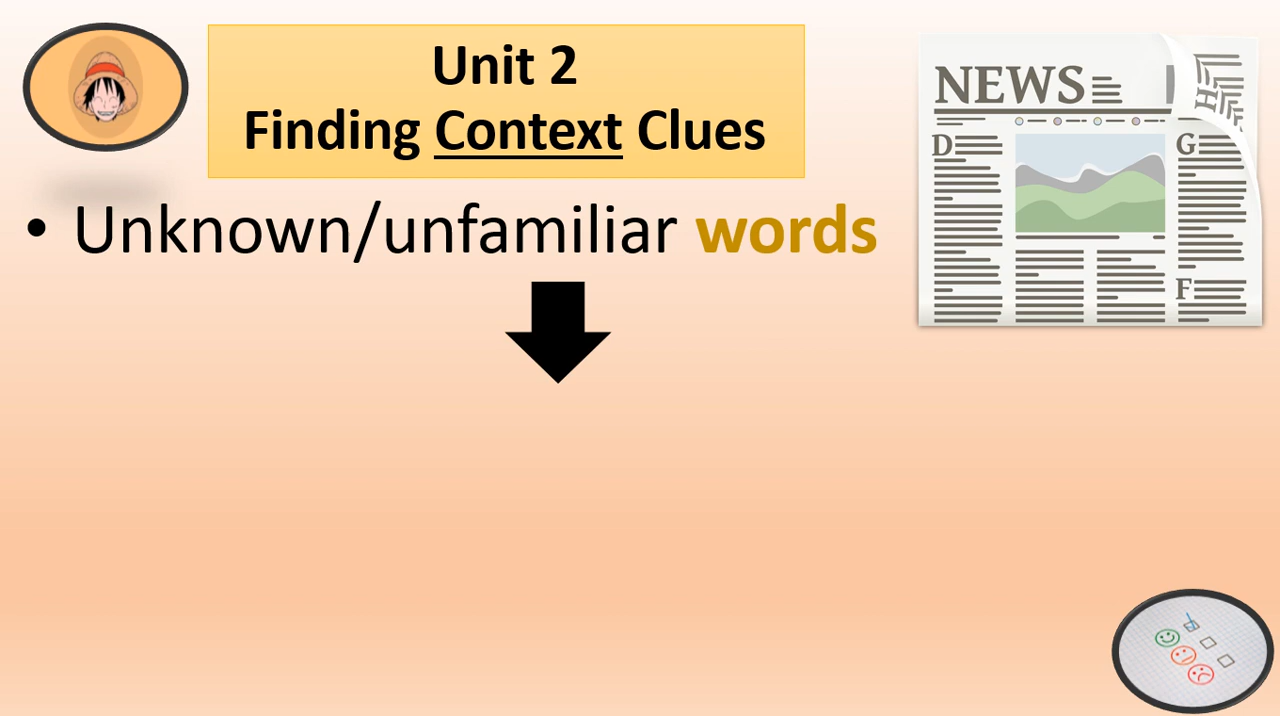 Unit 2
Finding Context Clues
• Unknown/unfamiliar words
NEWS
H
D
G
F